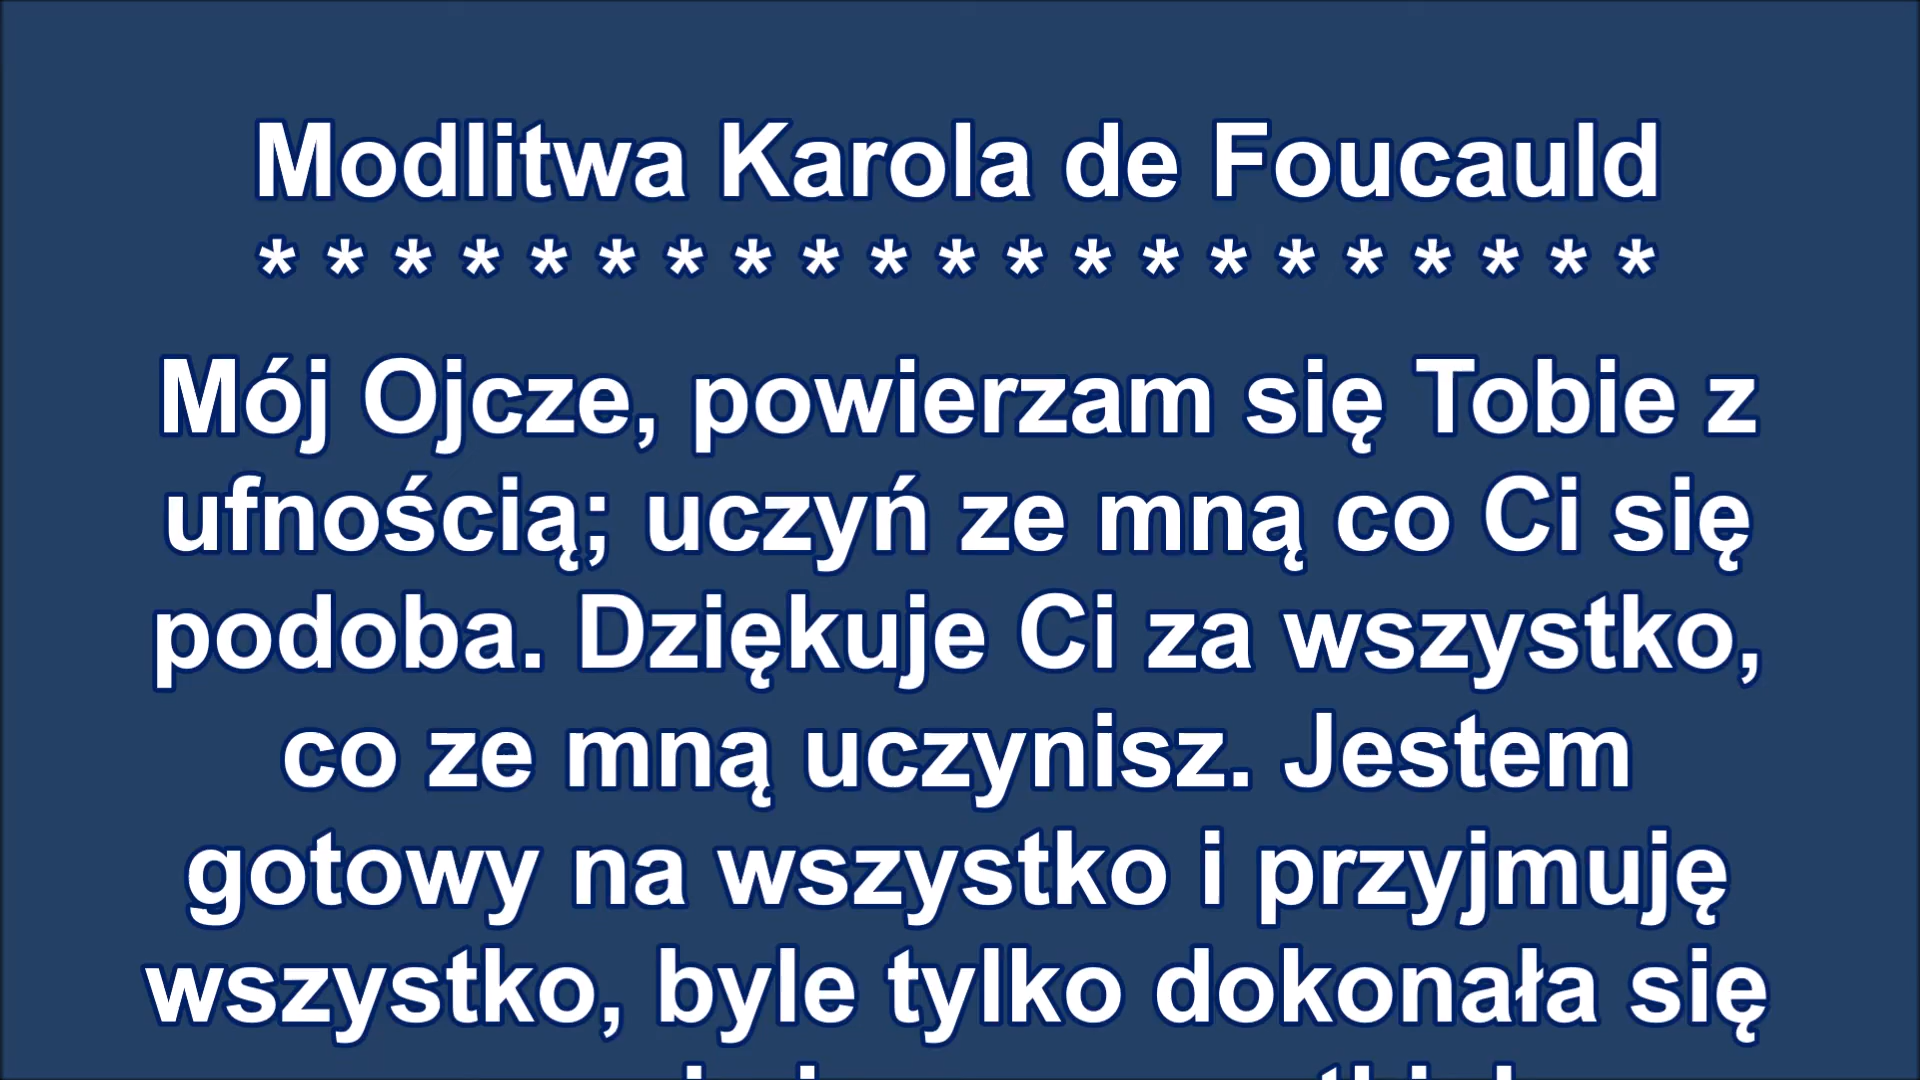 Modlitwa Karola de Foucauld
* * * * * * * * * * * * * * * * * * * * *
Mój Ojcze, powierzam się Tobie z
ufnością; uczyń ze mną co Ci się
podoba. Dziękuje Ci za wszystko,
co ze mną uczynisz. Jestem
gotowy na wszystko i przyjmuję
wszystko, byle tylko dokonała się